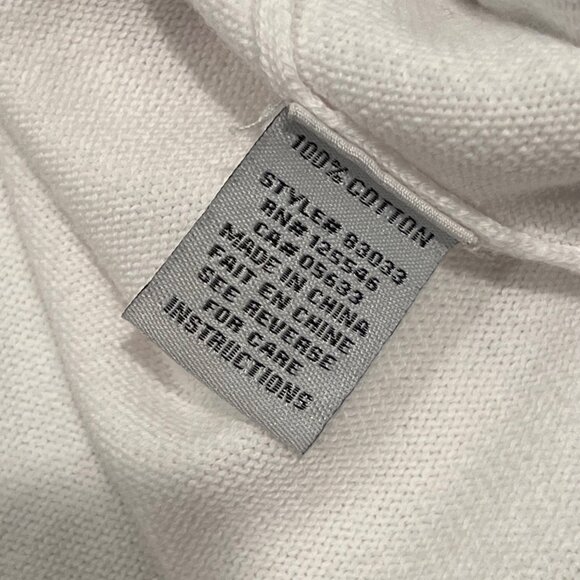 100% COTTON
STYLE# 83033
RN# 125546
CA# 05633
MADE IN CHINA
FAIT EN CHINE
SEE REVERSE
FOR CARE
INSTRUCTIONS